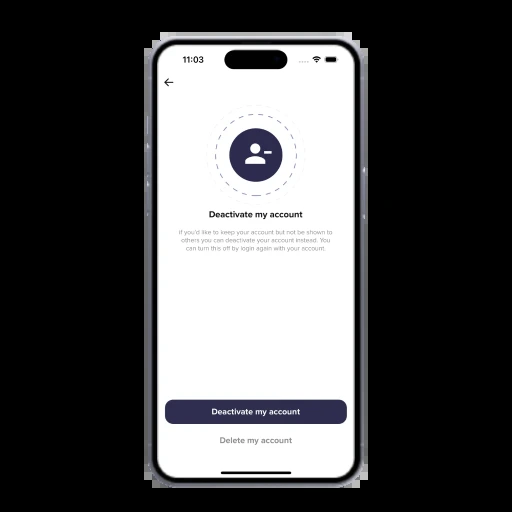 11:03
Deactivate my account
If you'd like to keep your account but not be shown to
others you can deactivate your account instead. You
can turn this off by login again with your account.
Deactivate my account
Delete my account